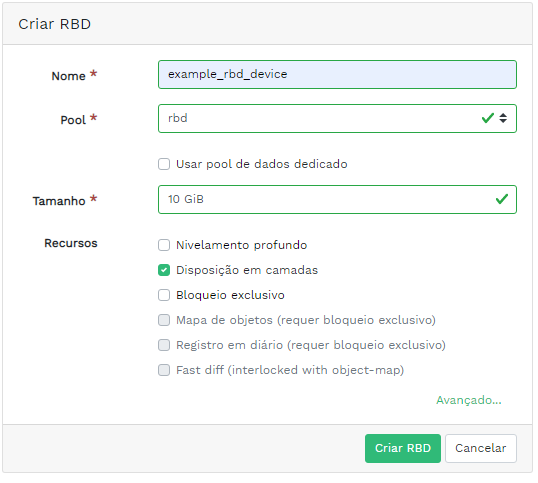 Criar RBD
Nome *
example_rbd_device
Pool *
rbd
Usar pool de dados dedicado
Tamanho *
10 GiB
Recursos
Nivelamento profundo
Disposição em camadas
Bloqueio exclusivo
Mapa de objetos (requer bloqueio exclusivo)
Registro em diário (requer bloqueio exclusivo)
Fast diff (interlocked with object-map)
Avançado...
Criar RBD
Cancelar